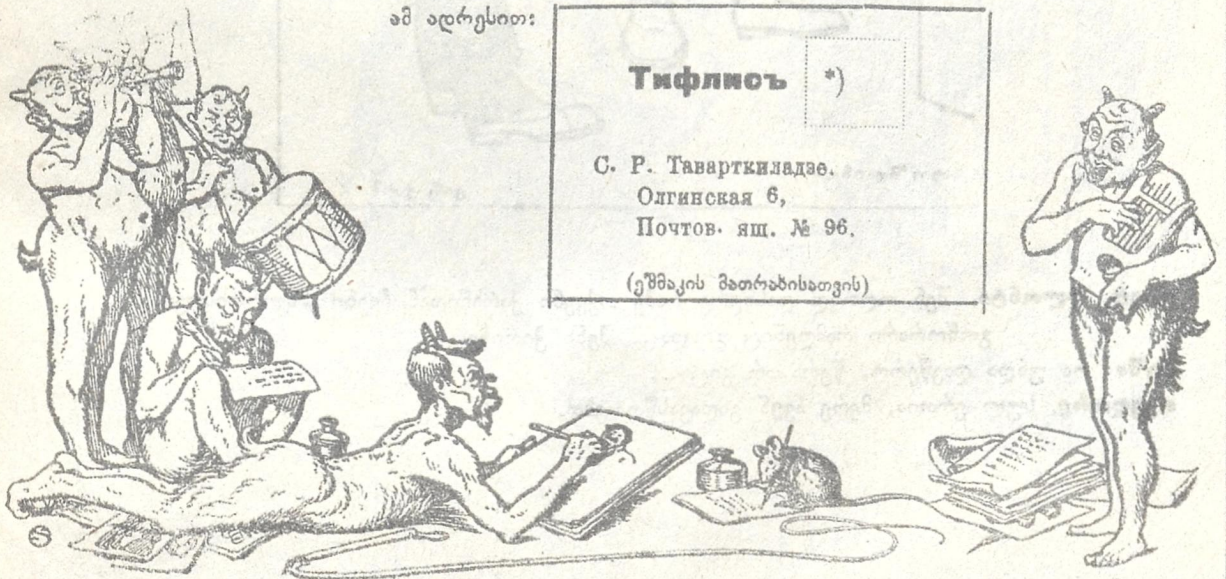 ამ ადრესით:
Тифлисъ *)
С. Р. Таварткиладзе.
Олгинская 6,
Почтов. ящ. № 96.
(ეშმაკის მათრახისათვის)